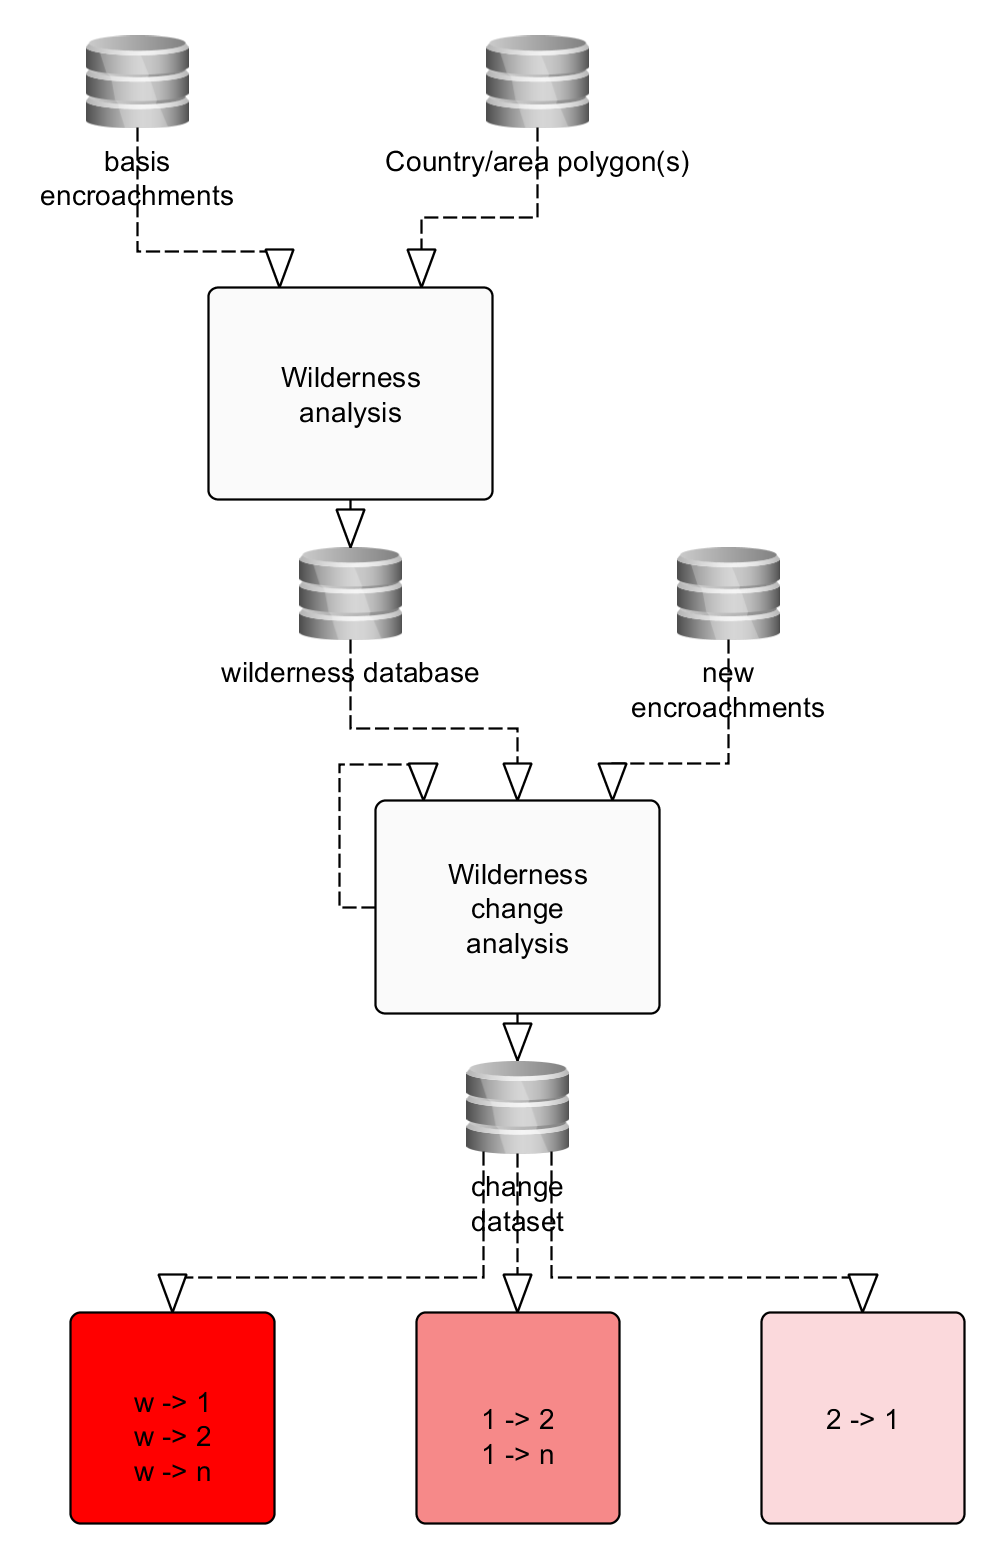 basis
encroachments
Country/area polygon(s)
Wilderness
analysis
wilderness database
new
encroachments
Wilderness
change
analysis
change
dataset
w -> 1
w -> 2
w -> n
1 -> 2
1 -> n
2 -> 1